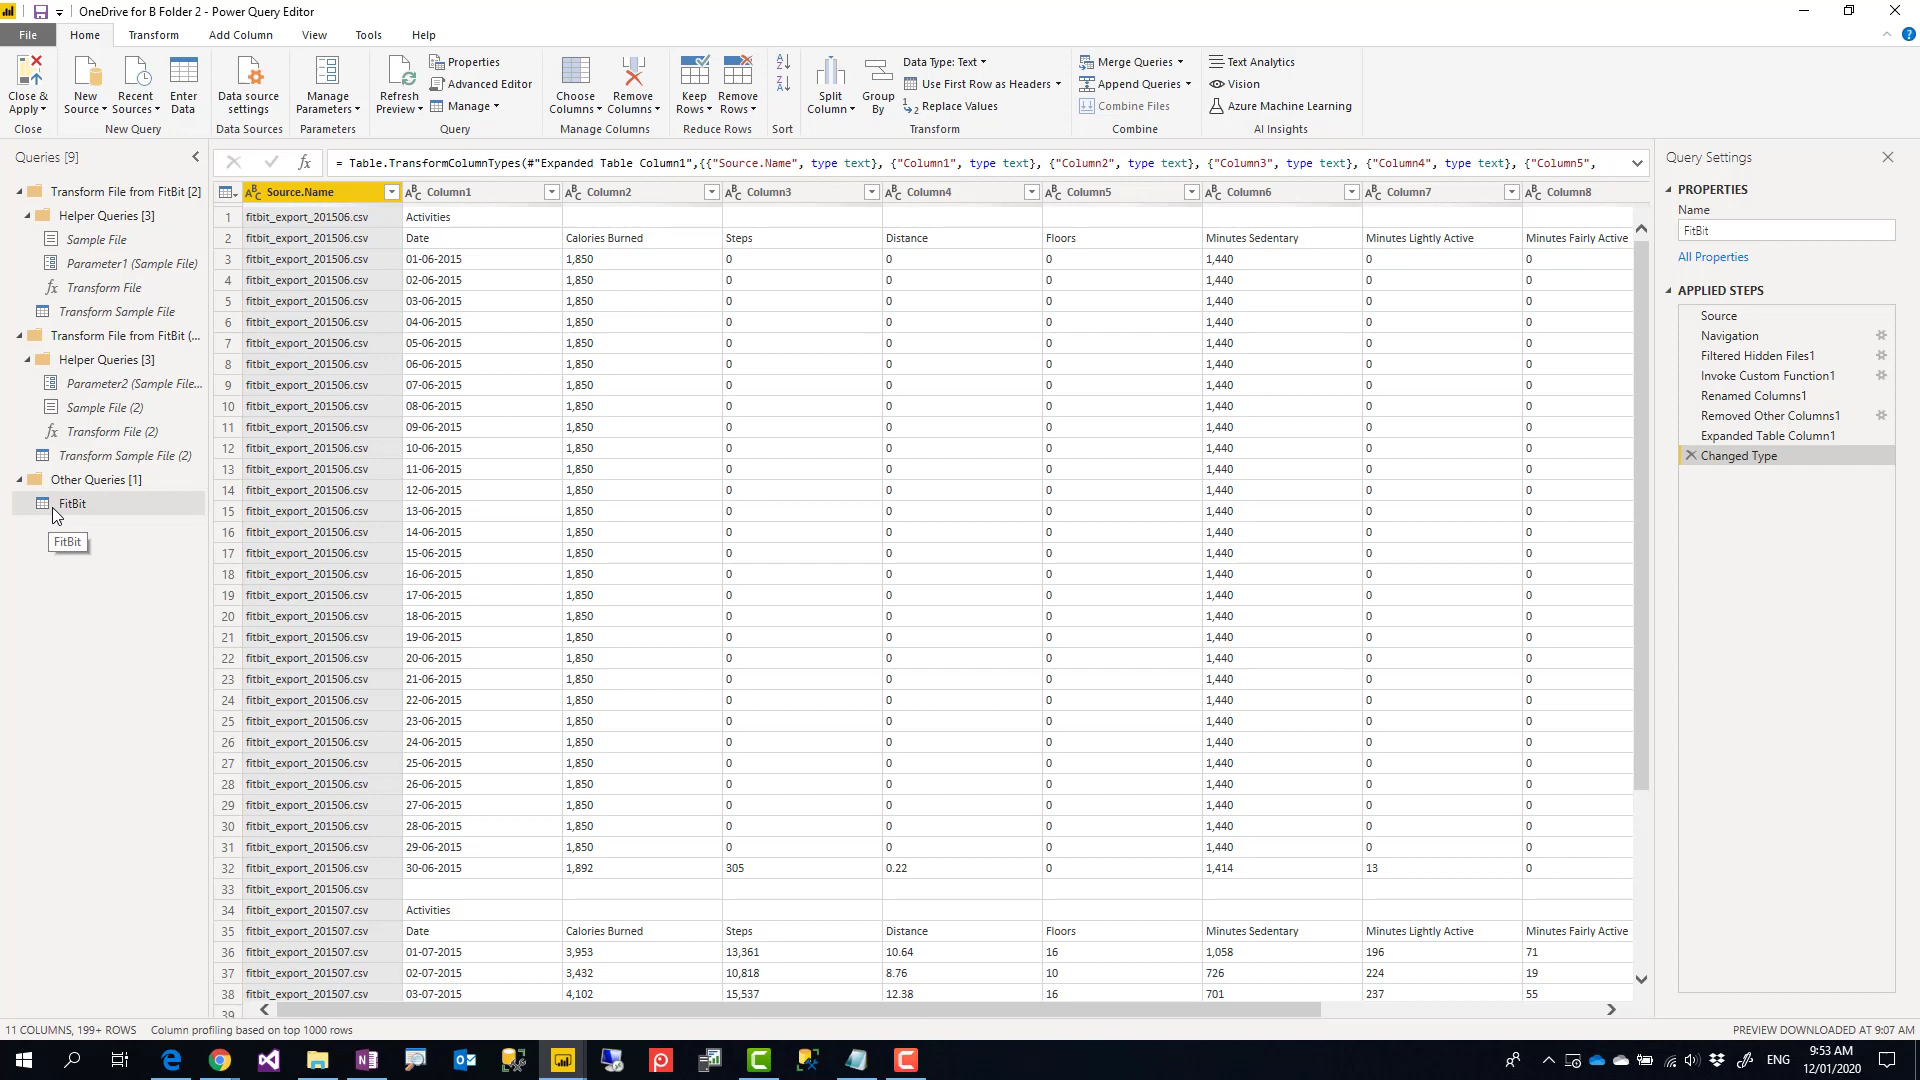 OneDrive for B Folder 2 - Power Query Editor
File Home Transform Add Column View Tools Help
Close & Apply
New Source
Recent Sources
Enter Data
Data source settings
Manage Parameters
Refresh Preview
Properties
Advanced Editor
Manage
Choose Columns
Remove Columns
Keep Rows
Remove Rows
Split Column
Group By
Data Type: Text
Use First Row as Headers
Replace Values
Merge Queries
Append Queries
Combine Files
Text Analytics
Vision
Azure Machine Learning
Close New Query Data Sources Parameters Query Manage Columns Reduce Rows Sort Transform Combine AI Insights
Queries [9]
Transform File from FitBit [2]
Helper Queries [3]
Sample File
Parameter1 (Sample File)
Transform File
Transform Sample File
Transform File from FitBit (...
Helper Queries [3]
Parameter2 (Sample File...
Sample File (2)
Transform File (2)
Transform Sample File (2)
Other Queries [1]
FitBit
FitBit
= Table.TransformColumnTypes(#"Expanded Table Column1",{{"Source.Name", type text}, {"Column1", type text}, {"Column2", type text}, {"Column3", type text}, {"Column4", type text}, {"Column5",
Source.Name Column1 Column2 Column3 Column4 Column5 Column6 Column7 Column8
1 fitbit_export_201506.csv Activities
2 fitbit_export_201506.csv Date Calories Burned Steps Distance Floors Minutes Sedentary Minutes Lightly Active Minutes Fairly Active
3 fitbit_export_201506.csv 01-06-2015 1,850 0 0 0 1,440 0 0
4 fitbit_export_201506.csv 02-06-2015 1,850 0 0 0 1,440 0 0
5 fitbit_export_201506.csv 03-06-2015 1,850 0 0 0 1,440 0 0
6 fitbit_export_201506.csv 04-06-2015 1,850 0 0 0 1,440 0 0
7 fitbit_export_201506.csv 05-06-2015 1,850 0 0 0 1,440 0 0
8 fitbit_export_201506.csv 06-06-2015 1,850 0 0 0 1,440 0 0
9 fitbit_export_201506.csv 07-06-2015 1,850 0 0 0 1,440 0 0
10 fitbit_export_201506.csv 08-06-2015 1,850 0 0 0 1,440 0 0
11 fitbit_export_201506.csv 09-06-2015 1,850 0 0 0 1,440 0 0
12 fitbit_export_201506.csv 10-06-2015 1,850 0 0 0 1,440 0 0
13 fitbit_export_201506.csv 11-06-2015 1,850 0 0 0 1,440 0 0
14 fitbit_export_201506.csv 12-06-2015 1,850 0 0 0 1,440 0 0
15 fitbit_export_201506.csv 13-06-2015 1,850 0 0 0 1,440 0 0
16 fitbit_export_201506.csv 14-06-2015 1,850 0 0 0 1,440 0 0
17 fitbit_export_201506.csv 15-06-2015 1,850 0 0 0 1,440 0 0
18 fitbit_export_201506.csv 16-06-2015 1,850 0 0 0 1,440 0 0
19 fitbit_export_201506.csv 17-06-2015 1,850 0 0 0 1,440 0 0
20 fitbit_export_201506.csv 18-06-2015 1,850 0 0 0 1,440 0 0
21 fitbit_export_201506.csv 19-06-2015 1,850 0 0 0 1,440 0 0
22 fitbit_export_201506.csv 20-06-2015 1,850 0 0 0 1,440 0 0
23 fitbit_export_201506.csv 21-06-2015 1,850 0 0 0 1,440 0 0
24 fitbit_export_201506.csv 22-06-2015 1,850 0 0 0 1,440 0 0
25 fitbit_export_201506.csv 23-06-2015 1,850 0 0 0 1,440 0 0
26 fitbit_export_201506.csv 24-06-2015 1,850 0 0 0 1,440 0 0
27 fitbit_export_201506.csv 25-06-2015 1,850 0 0 0 1,440 0 0
28 fitbit_export_201506.csv 26-06-2015 1,850 0 0 0 1,440 0 0
29 fitbit_export_201506.csv 27-06-2015 1,850 0 0 0 1,440 0 0
30 fitbit_export_201506.csv 28-06-2015 1,850 0 0 0 1,440 0 0
31 fitbit_export_201506.csv 29-06-2015 1,850 0 0 0 1,440 0 0
32 fitbit_export_201506.csv 30-06-2015 1,892 305 0.22 0 1,414 13 0
33 fitbit_export_201506.csv
34 fitbit_export_201507.csv Activities
35 fitbit_export_201507.csv Date Calories Burned Steps Distance Floors Minutes Sedentary Minutes Lightly Active Minutes Fairly Active
36 fitbit_export_201507.csv 01-07-2015 3,953 13,361 10.64 16 1,058 196 71
37 fitbit_export_201507.csv 02-07-2015 3,432 10,818 8.76 10 726 224 19
38 fitbit_export_201507.csv 03-07-2015 4,102 15,537 12.38 16 701 237 55
39
Query Settings
PROPERTIES
Name
FitBit
All Properties
APPLIED STEPS
Source
Navigation
Filtered Hidden Files1
Invoke Custom Function1
Renamed Columns1
Removed Other Columns1
Expanded Table Column1
Changed Type
11 COLUMNS, 199+ ROWS Column profiling based on top 1000 rows
PREVIEW DOWNLOADED AT 9:07 AM
ENG
9:53 AM
12/01/2020